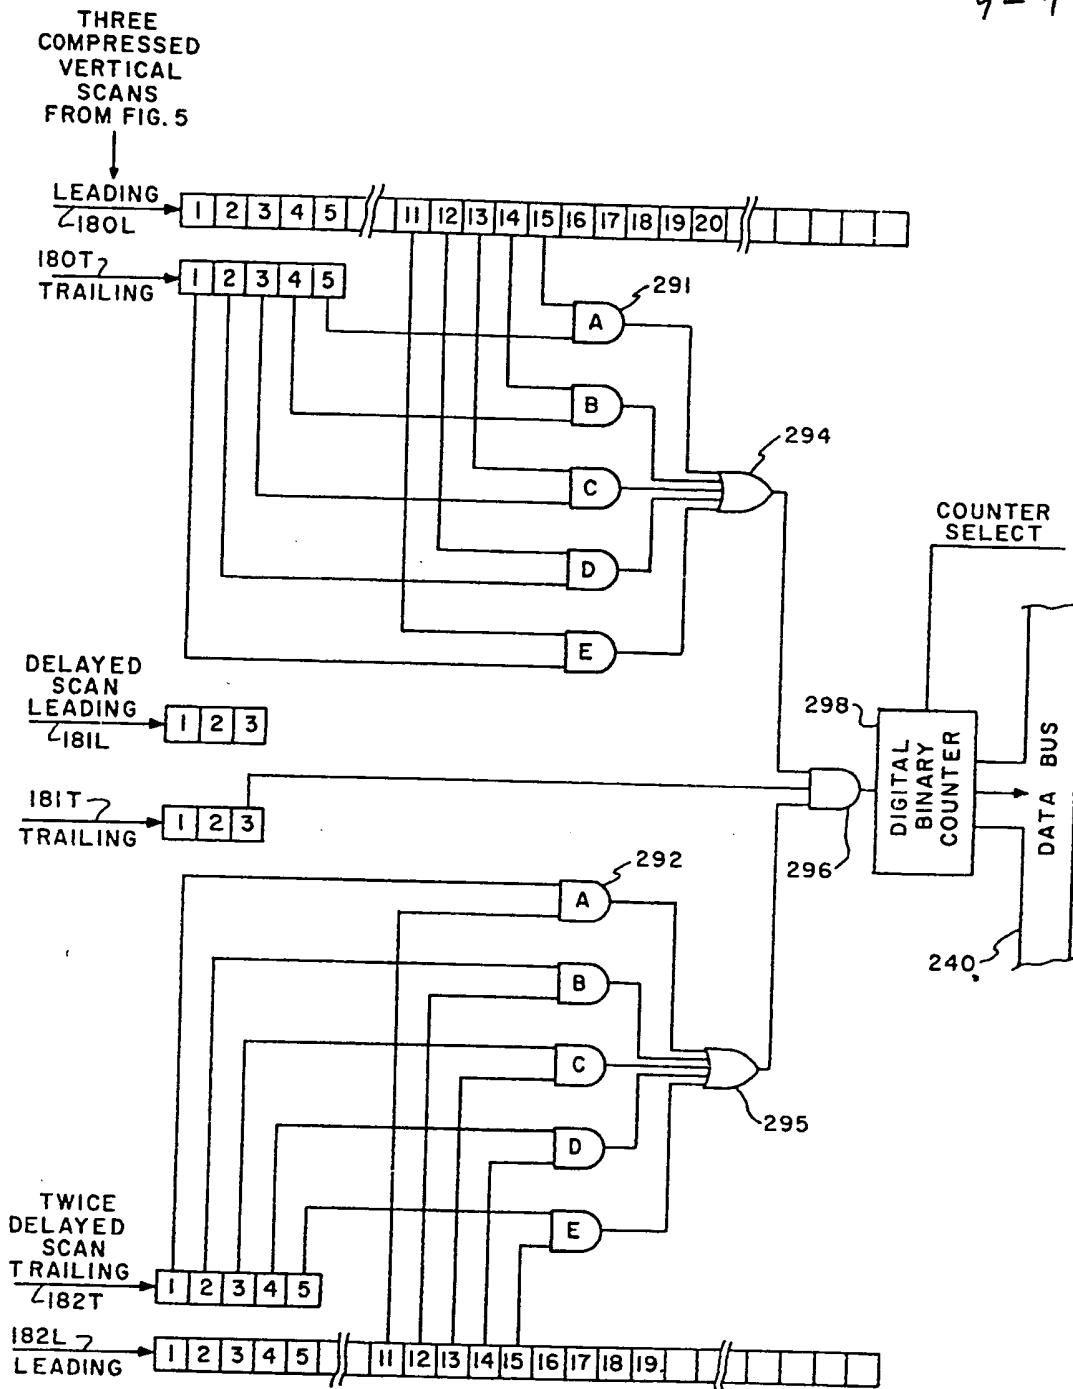 THREE
COMPRESSED
VERTICAL
SCANS
FROM FIG. 5
LEADING
180L
1 2 3 4 5 11 12 13 14 15 16 17 18 19 20
180T
TRAILING
1 2 3 4 5
291
A
B
294
C
D
E
COUNTER
SELECT
DELAYED
SCAN
LEADING
181L
1 2 3
298
DIGITAL
BINARY
COUNTER
DATA BUS
181T
TRAILING
1 2 3
296
292
A
240
B
C
295
D
E
TWICE
DELAYED
SCAN
TRAILING
182T
1 2 3 4 5
182L
LEADING
1 2 3 4 5 11 12 13 14 15 16 17 18 19.